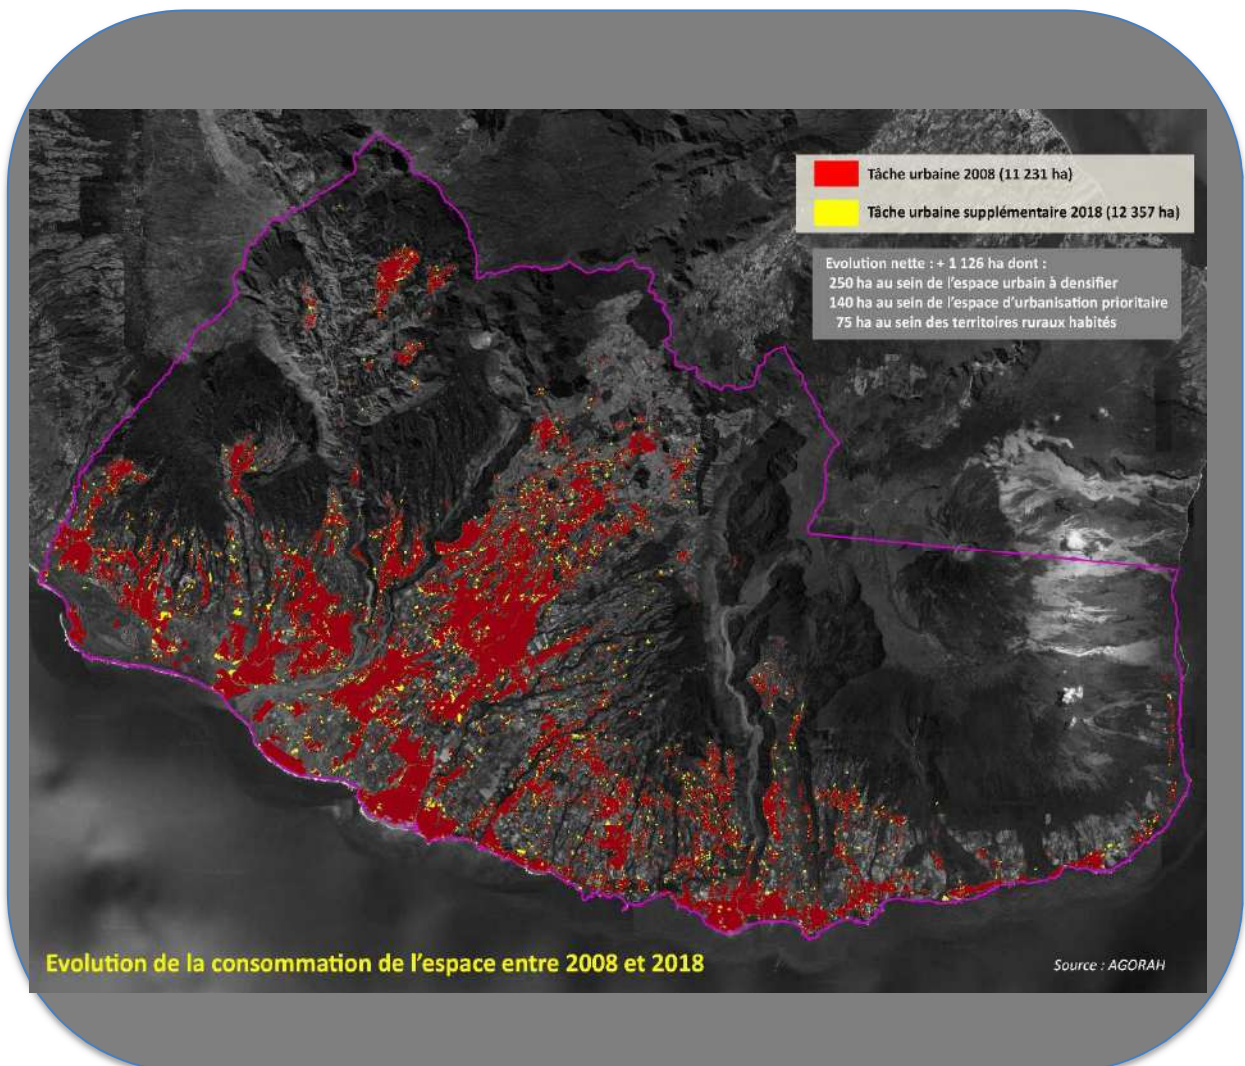 Tâche urbaine 2008 (11 231 ha)
Tâche urbaine supplémentaire 2018 (12 357 ha)
Evolution nette : + 1 126 ha dont :
250 ha au sein de l'espace urbain à densifier
140 ha au sein de l'espace d'urbanisation prioritaire
75 ha au sein des territoires ruraux habités
Evolution de la consommation de l'espace entre 2008 et 2018
Source : AGORAH